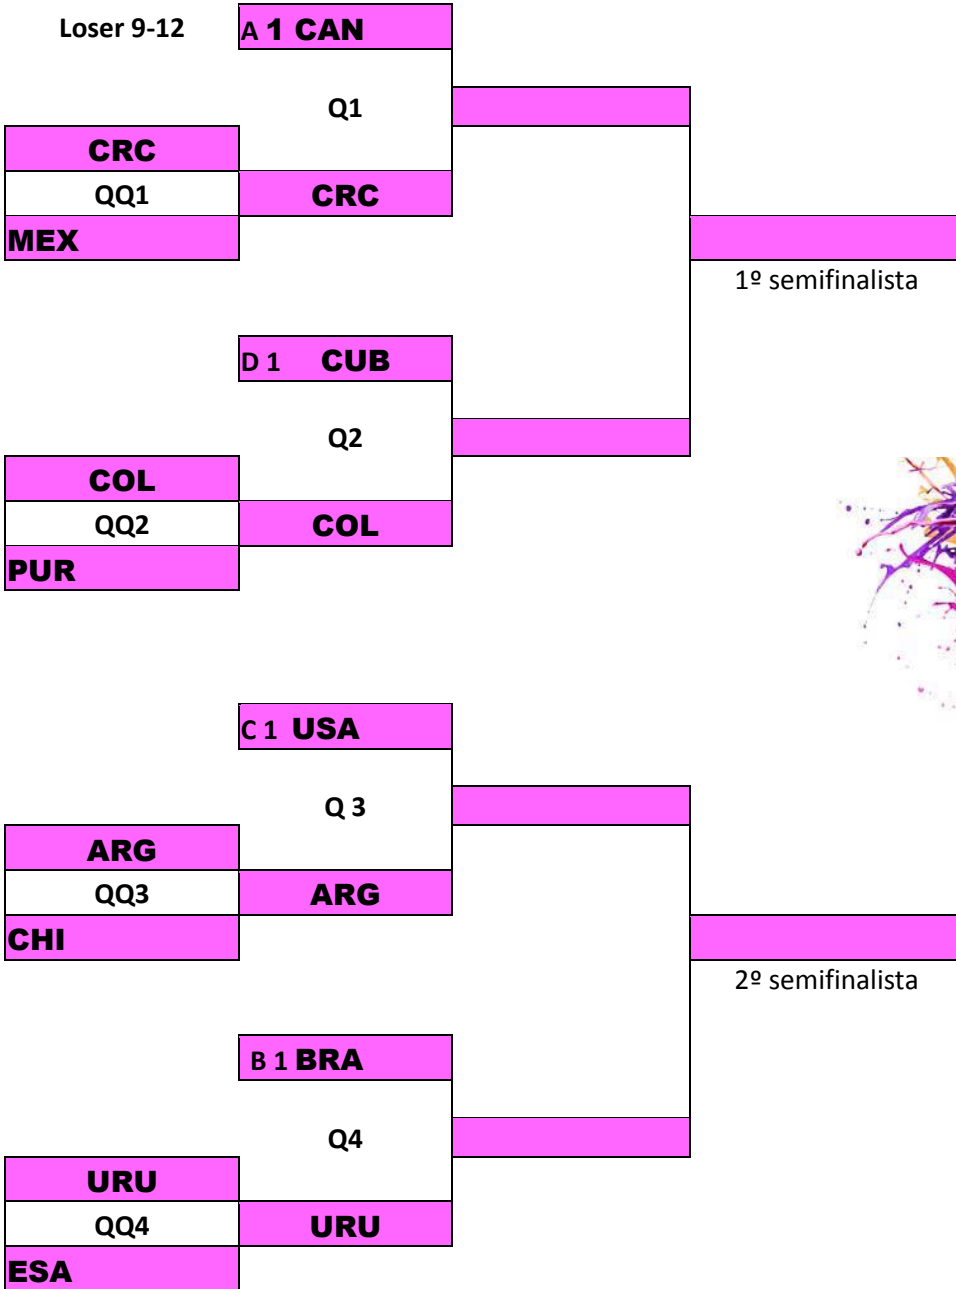 Loser 9-12
A 1 CAN
Q1
CRC
QQ1
CRC
MEX
1º semifinalista
D 1 CUB
Q2
COL
QQ2
COL
PUR
C 1 USA
Q 3
ARG
QQ3
ARG
CHI
2º semifinalista
B 1 BRA
Q4
URU
QQ4
URU
ESA